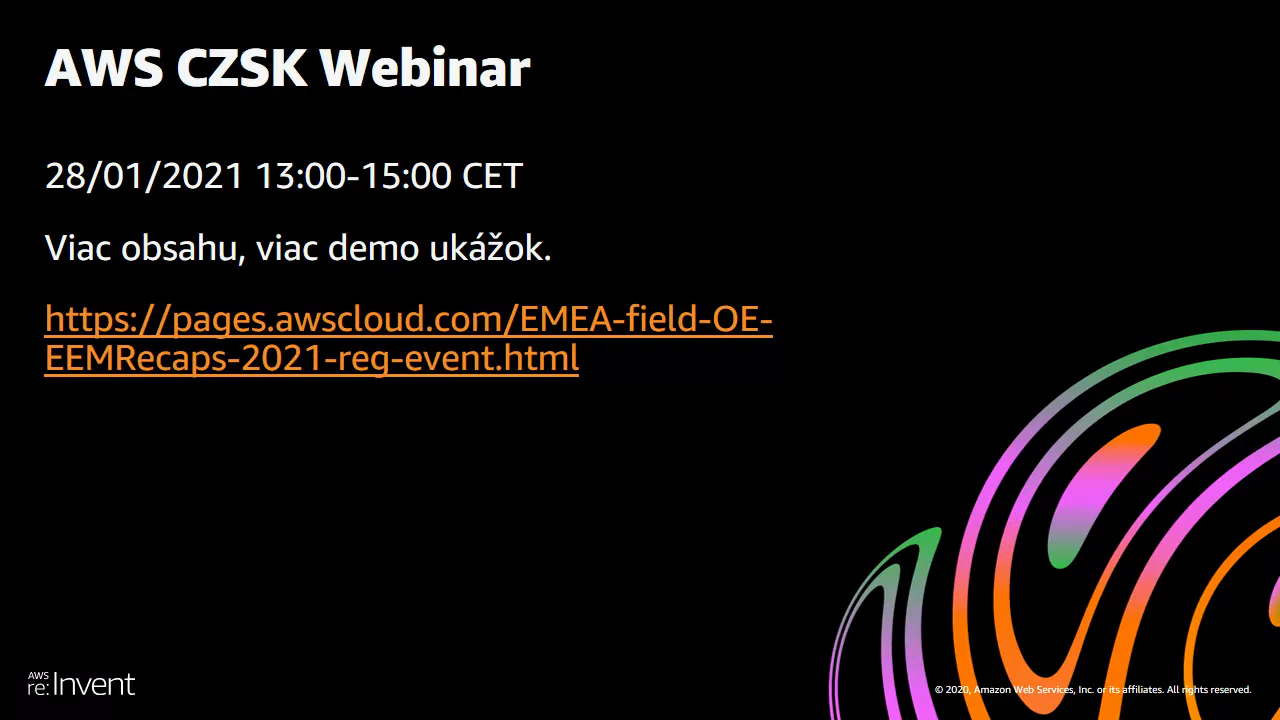 AWS CZSK Webinar
28/01/2021 13:00-15:00 CET
Viac obsahu, viac demo ukážok.
https://pages.awscloud.com/EMEA-field-OE-
EEMRecaps-2021-reg-event.html
AWS
re:Invent
© 2020, Amazon Web Services, Inc. or its affiliates. All rights reserved.